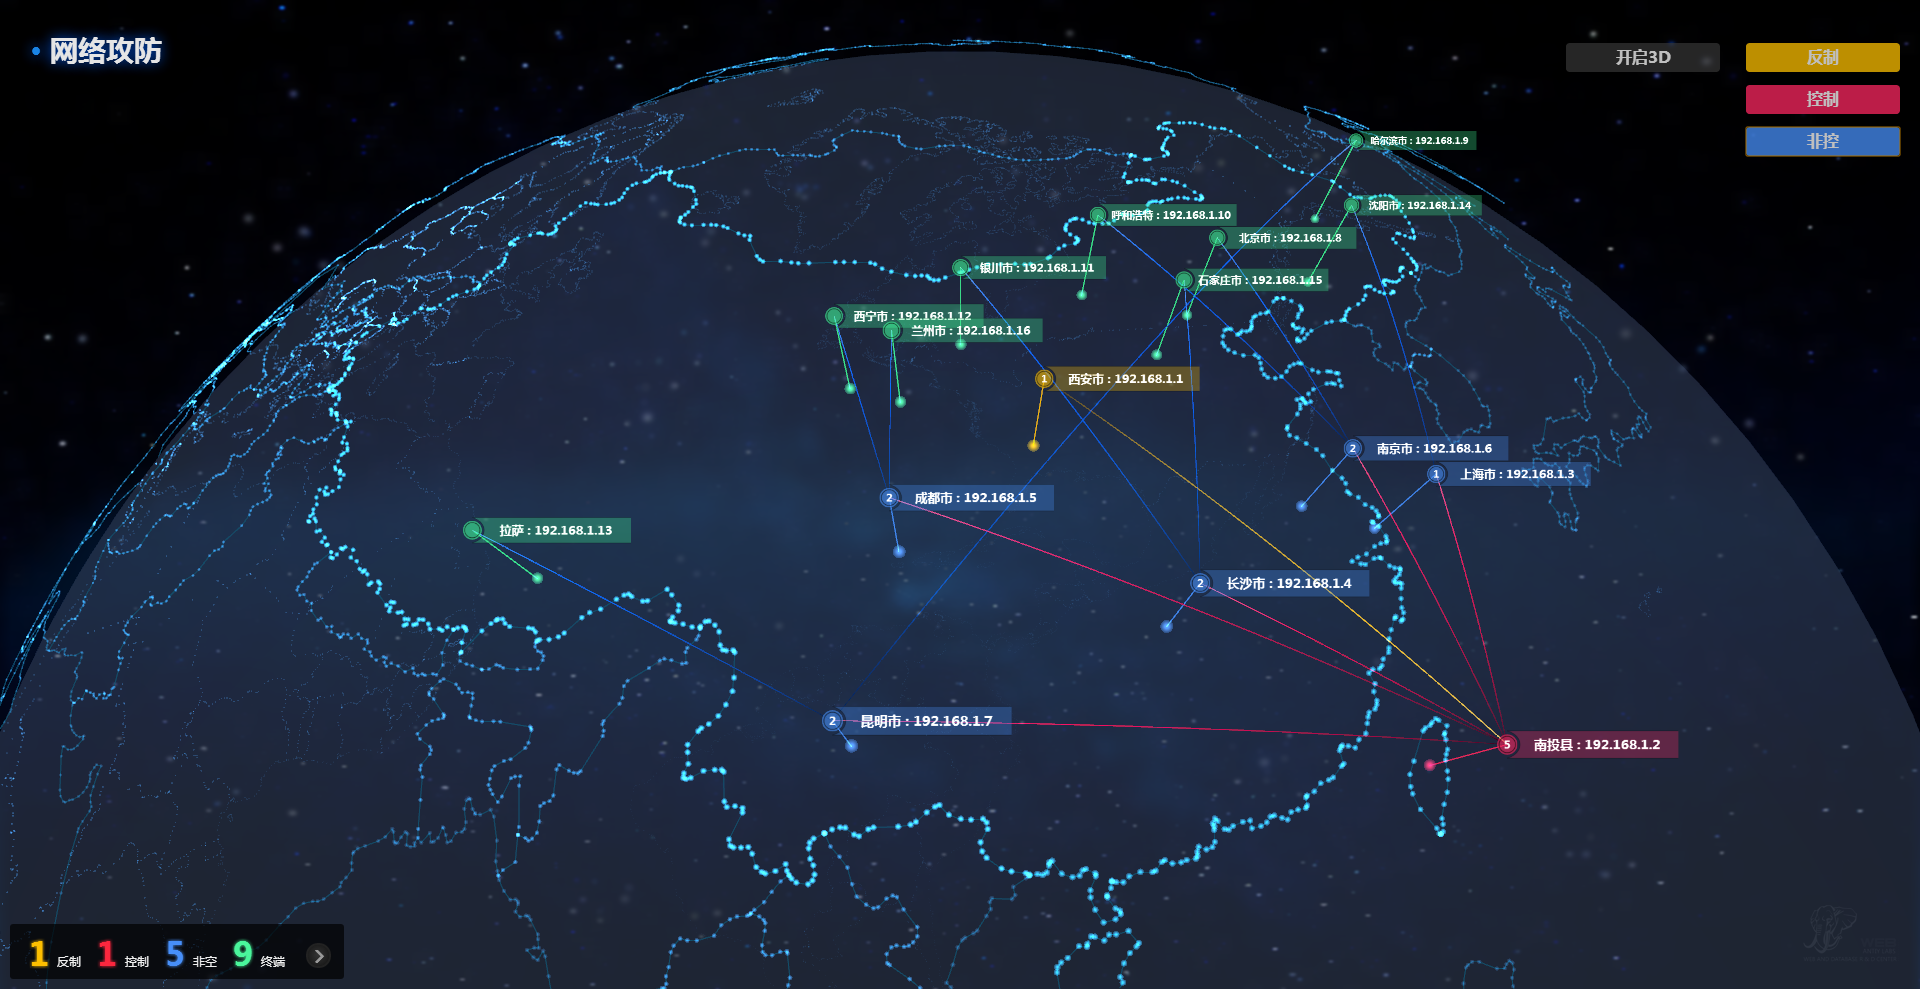 网络攻防
开启3D
反制
控制
非控
哈尔滨市 : 192.168.1.9
沈阳市 : 192.168.1.14
呼和浩特 : 192.168.1.10
北京市 : 192.168.1.8
银川市 : 192.168.1.11
石家庄市 : 192.168.1.15
西宁市 : 192.168.1.12
兰州市 : 192.168.1.16
1 西安市 : 192.168.1.1
2 南京市 : 192.168.1.6
1 上海市 : 192.168.1.3
2 成都市 : 192.168.1.5
拉萨 : 192.168.1.13
2 长沙市 : 192.168.1.4
2 昆明市 : 192.168.1.7
5 南投县 : 192.168.1.2
1 反制 1 控制 5 非空 9 终端